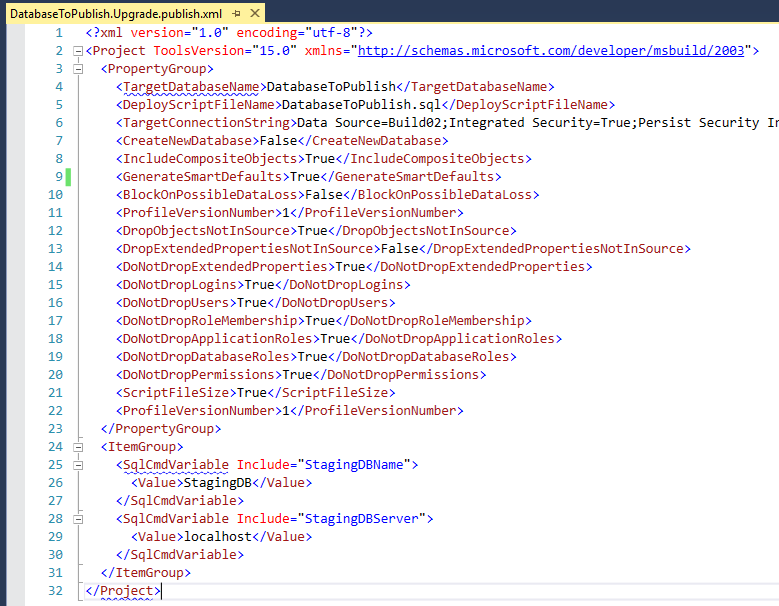 DatabaseToPublish.Upgrade.publish.xml
1 <?xml version="1.0" encoding="utf-8"?>
2 <Project ToolsVersion="15.0" xmlns="http://schemas.microsoft.com/developer/msbuild/2003">
3 <PropertyGroup>
4 <TargetDatabaseName>DatabaseToPublish</TargetDatabaseName>
5 <DeployScriptFileName>DatabaseToPublish.sql</DeployScriptFileName>
6 <TargetConnectionString>Data Source=Build02;Integrated Security=True;Persist Security In
7 <CreateNewDatabase>False</CreateNewDatabase>
8 <IncludeCompositeObjects>True</IncludeCompositeObjects>
9 <GenerateSmartDefaults>True</GenerateSmartDefaults>
10 <BlockOnPossibleDataLoss>False</BlockOnPossibleDataLoss>
11 <ProfileVersionNumber>1</ProfileVersionNumber>
12 <DropObjectsNotInSource>True</DropObjectsNotInSource>
13 <DropExtendedPropertiesNotInSource>False</DropExtendedPropertiesNotInSource>
14 <DoNotDropExtendedProperties>True</DoNotDropExtendedProperties>
15 <DoNotDropLogins>True</DoNotDropLogins>
16 <DoNotDropUsers>True</DoNotDropUsers>
17 <DoNotDropRoleMembership>True</DoNotDropRoleMembership>
18 <DoNotDropApplicationRoles>True</DoNotDropApplicationRoles>
19 <DoNotDropDatabaseRoles>True</DoNotDropDatabaseRoles>
20 <DoNotDropPermissions>True</DoNotDropPermissions>
21 <ScriptFileSize>True</ScriptFileSize>
22 <ProfileVersionNumber>1</ProfileVersionNumber>
23 </PropertyGroup>
24 <ItemGroup>
25 <SqlCmdVariable Include="StagingDBName">
26 <Value>StagingDB</Value>
27 </SqlCmdVariable>
28 <SqlCmdVariable Include="StagingDBServer">
29 <Value>localhost</Value>
30 </SqlCmdVariable>
31 </ItemGroup>
32 </Project>